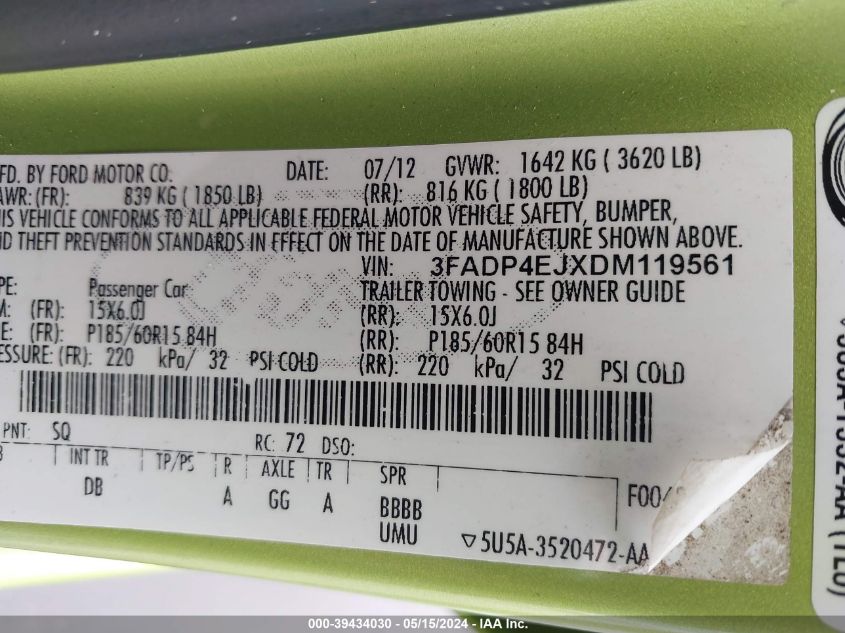 FD. BY FORD MOTOR CO. DATE: 07/12 GVWR: 1642 KG ( 3620 LB)
AWR: (FR): 839 KG ( 1850 LB) (RR): 816 KG ( 1800 LB)
IS VEHICLE CONFORMS TO ALL APPLICABLE FEDERAL MOTOR VEHICLE SAFETY, BUMPER,
ND THEFT PREVENTION STANDARDS IN EFFECT ON THE DATE OF MANUFACTURE SHOWN ABOVE.
VIN: 3FADP4EJXDM119561
PE: Passenger Car TRAILER TOWING - SEE OWNER GUIDE
M: (FR): 15X6.0J (RR): 15X6.0J
E: (FR): P185/60R15 84H (RR): P185/60R15 84H
ESSURE: (FR): 220 kPa/ 32 PSI COLD (RR): 220 kPa/ 32 PSI COLD
PNT: SQ
RC: 72 DSO:
INT TR TP/PS R AXLE TR SPR
DB A GG A BBBB F00
UMU ▽5U5A-3520472-AA
000-39434030 - 05/15/2024 - IAA Inc.